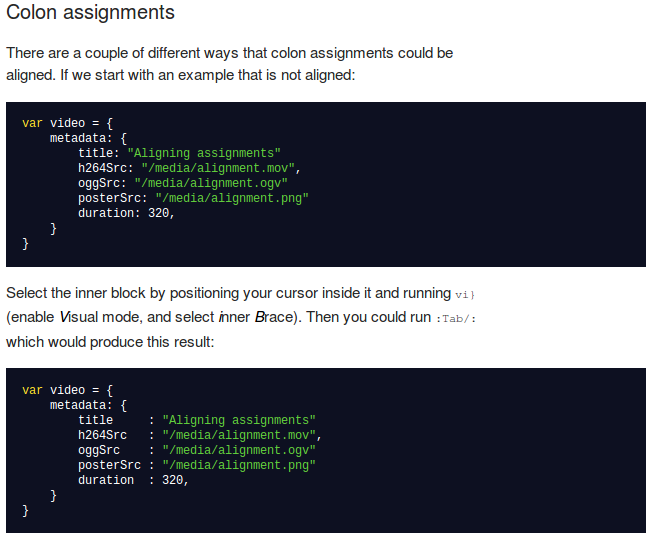 Colon assignments
There are a couple of different ways that colon assignments could be
aligned. If we start with an example that is not aligned:
var video = {
    metadata: {
        title: "Aligning assignments"
        h264Src: "/media/alignment.mov",
        oggSrc: "/media/alignment.ogv"
        posterSrc: "/media/alignment.png"
        duration: 320,
    }
}
Select the inner block by positioning your cursor inside it and running vi}
(enable Visual mode, and select inner Brace). Then you could run :Tab/:
which would produce this result:
var video = {
    metadata: {
        title     : "Aligning assignments"
        h264Src   : "/media/alignment.mov",
        oggSrc    : "/media/alignment.ogv"
        posterSrc : "/media/alignment.png"
        duration  : 320,
    }
}